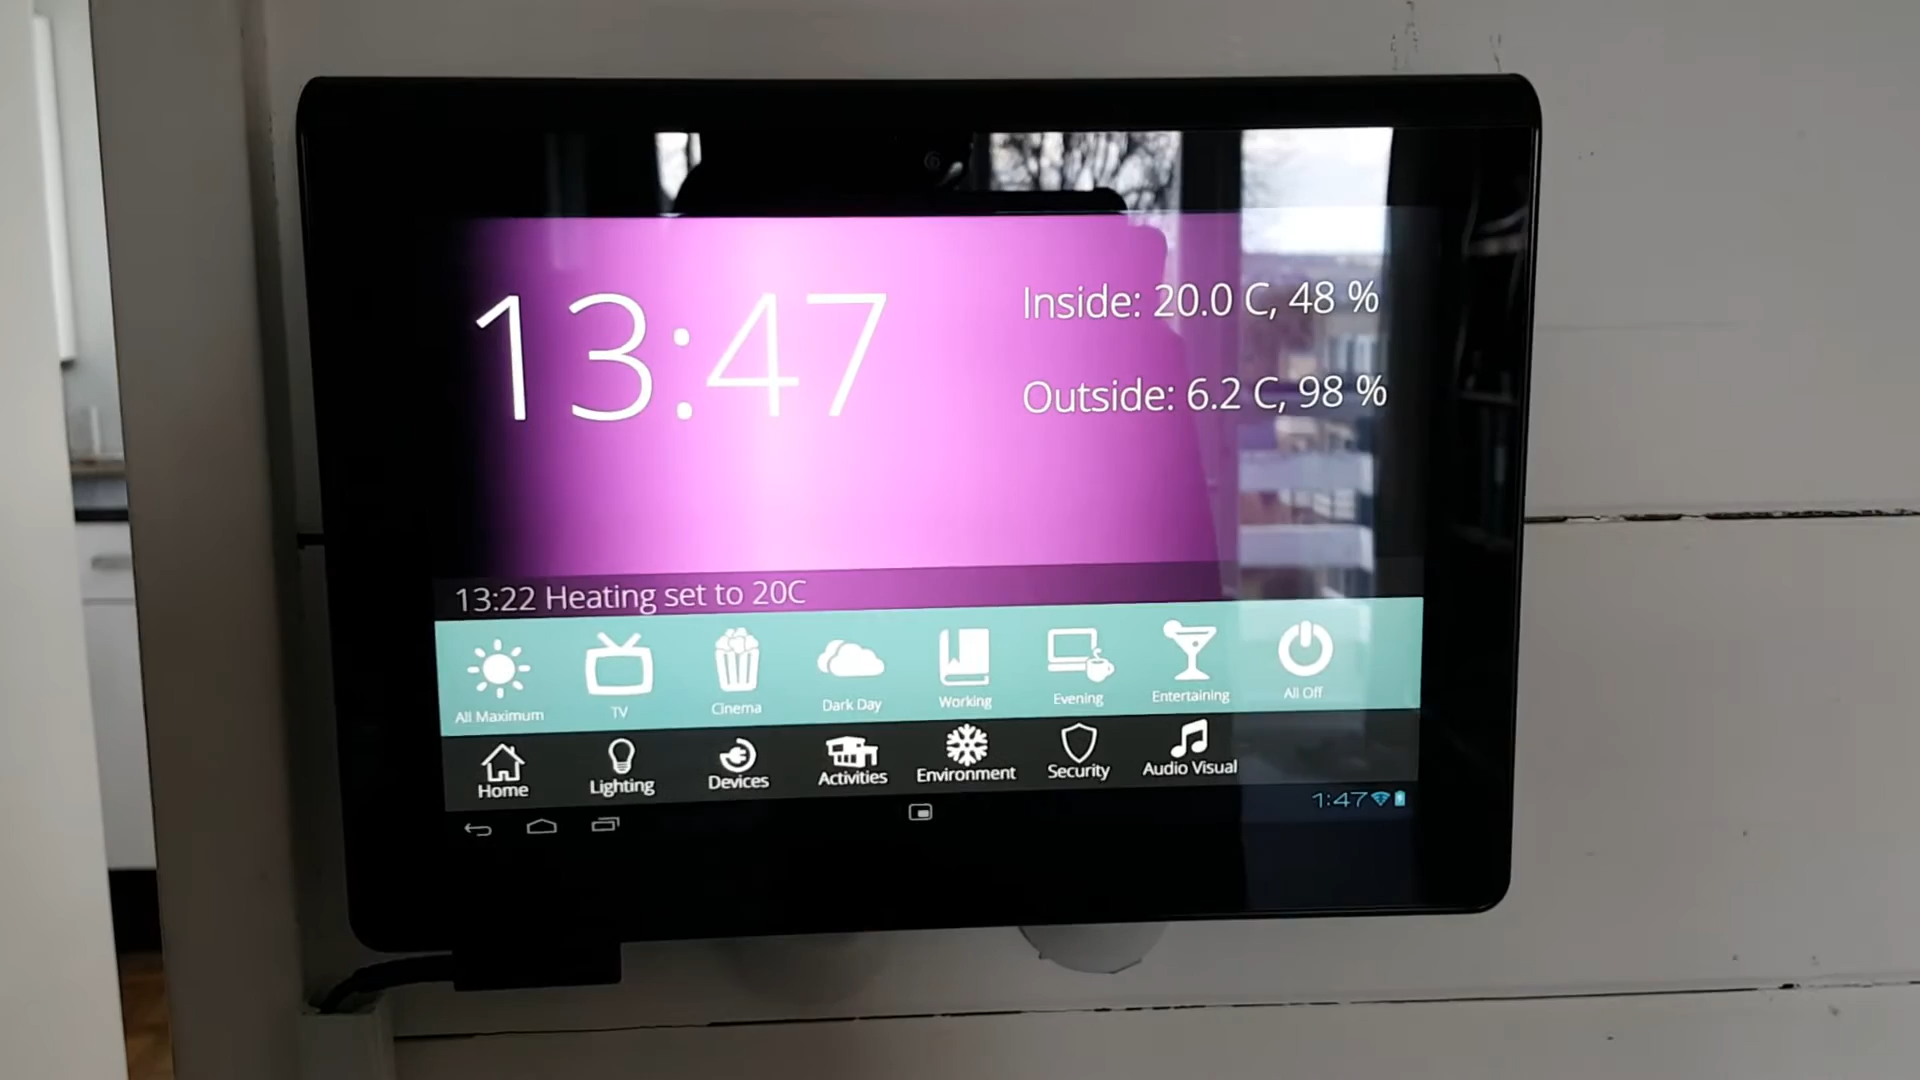 13:47
Inside: 20.0 C, 48 %
Outside: 6.2 C, 98 %
13:22 Heating set to 20C
All Maximum
TV
Cinema
Dark Day
Working
Evening
Entertaining
All Off
Home
Lighting
Devices
Activities
Environment
Security
Audio Visual
1:47